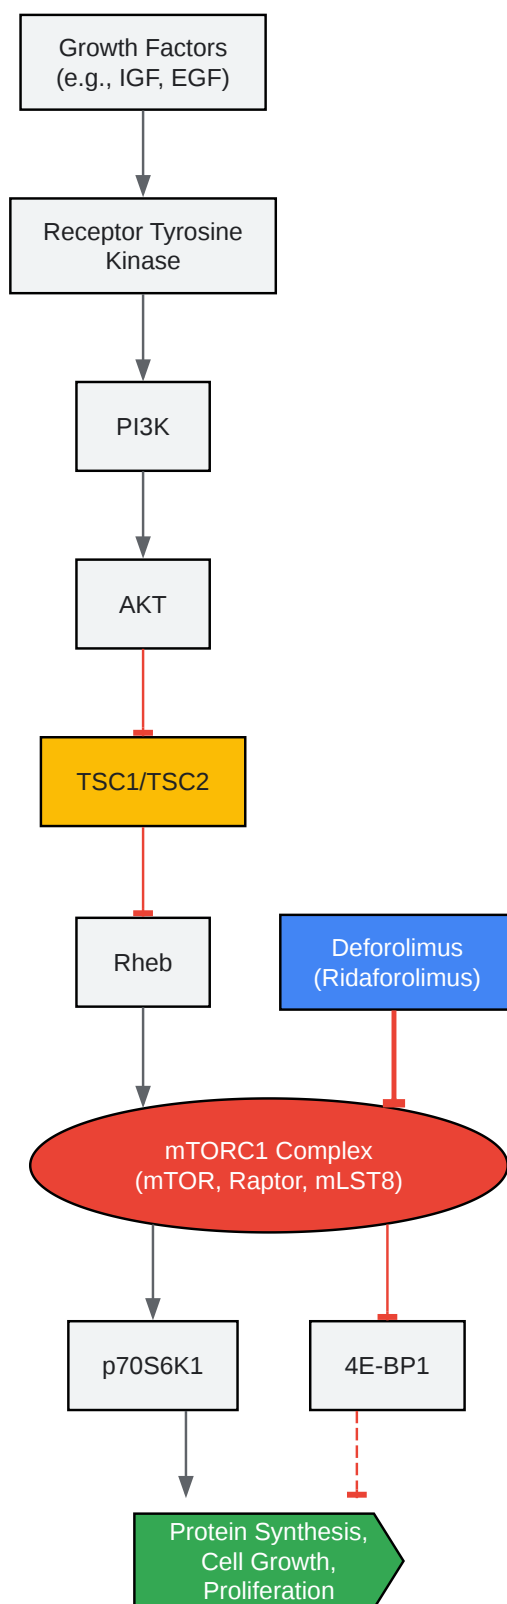 Growth Factors
(e.g., IGF, EGF)
Receptor Tyrosine
Kinase
PI3K
AKT
TSC1/TSC2
Rheb
Deforolimus
(Ridaforolimus)
mTORC1 Complex
(mTOR, Raptor, mLST8)
p70S6K1
4E-BP1
Protein Synthesis,
Cell Growth,
Proliferation